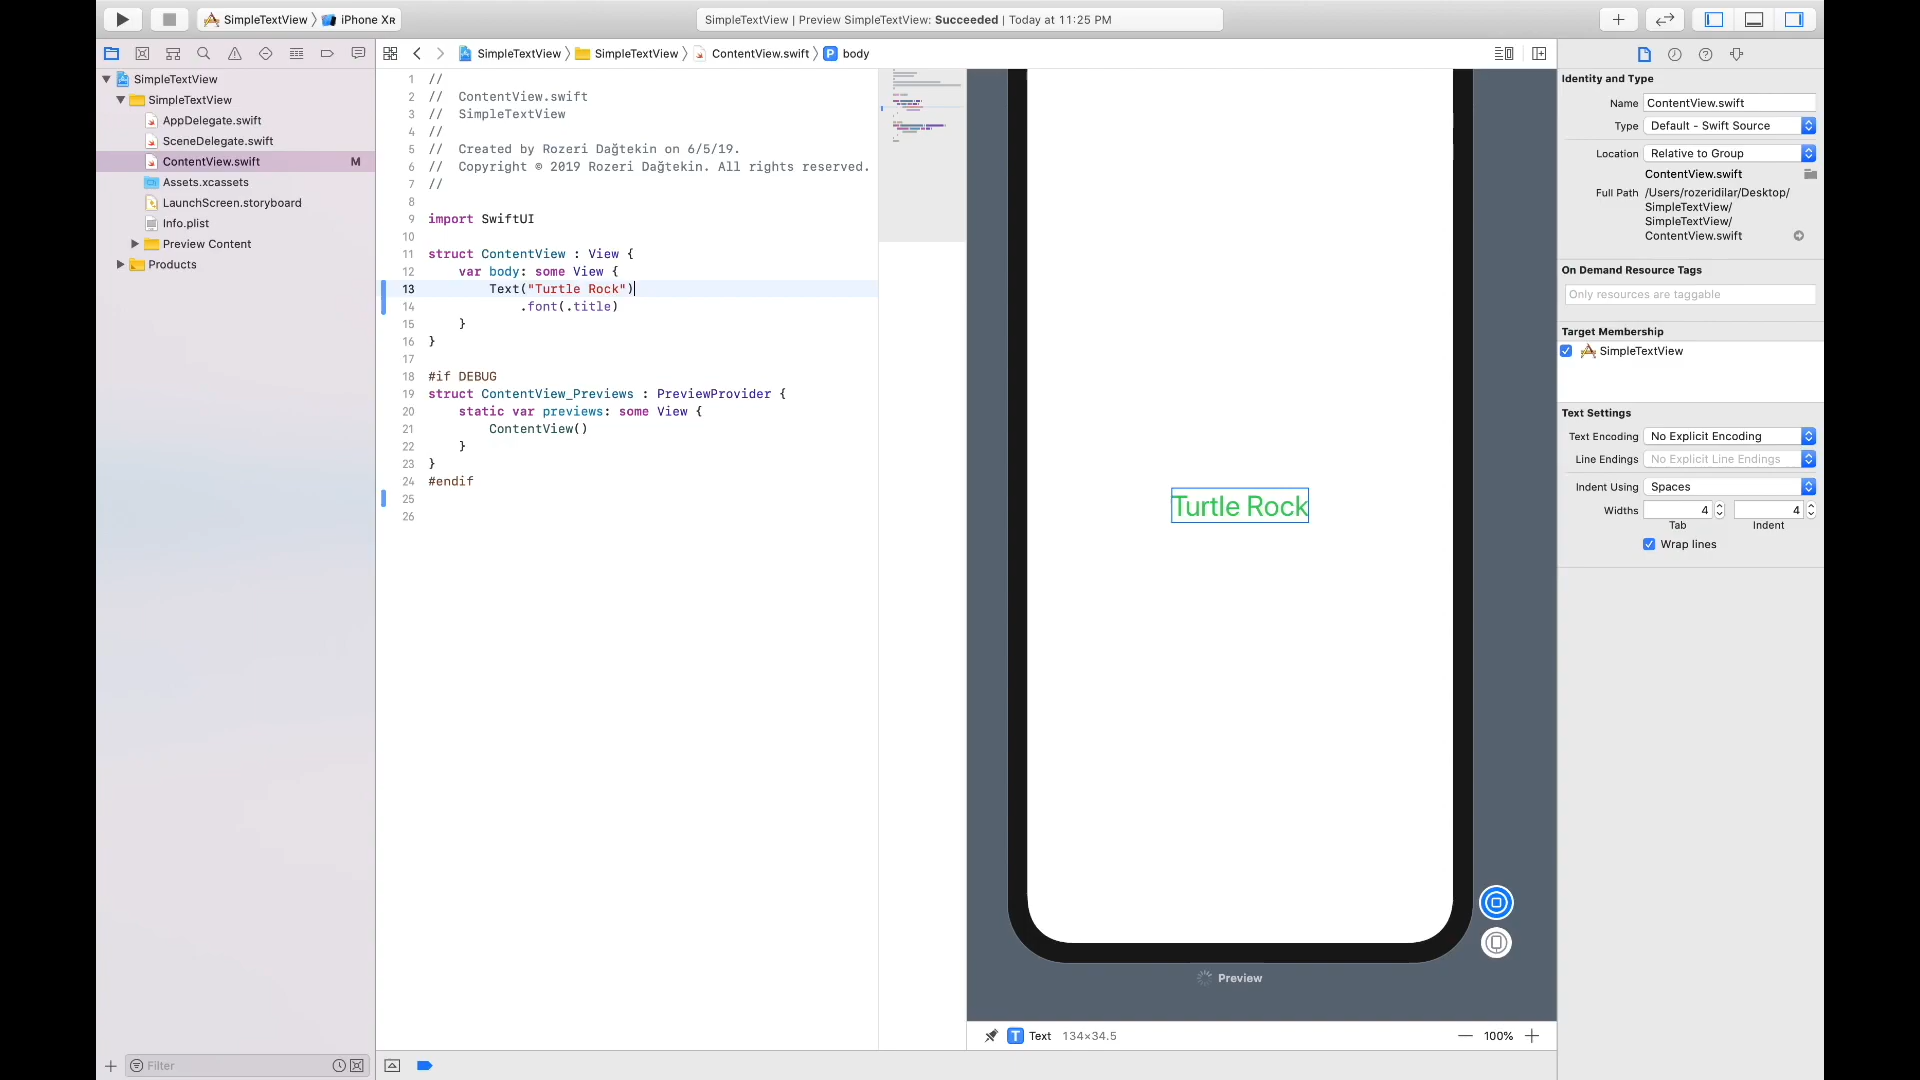 SimpleTextView
iPhone XR
SimpleTextView | Preview SimpleTextView: Succeeded | Today at 11:25 PM
SimpleTextView
SimpleTextView
AppDelegate.swift
SceneDelegate.swift
ContentView.swift M
Assets.xcassets
LaunchScreen.storyboard
Info.plist
Preview Content
Products
Filter
SimpleTextView
SimpleTextView
ContentView.swift
P body
1 //
2 //  ContentView.swift
3 //  SimpleTextView
4 //
5 //  Created by Rozeri Dağtekin on 6/5/19.
6 //  Copyright © 2019 Rozeri Dağtekin. All rights reserved.
7 //
8
9 import SwiftUI
10
11 struct ContentView : View {
12     var body: some View {
13         Text("Turtle Rock")
14             .font(.title)
15     }
16 }
17
18 #if DEBUG
19 struct ContentView_Previews : PreviewProvider {
20     static var previews: some View {
21         ContentView()
22     }
23 }
24 #endif
25
26
Turtle Rock
Preview
T Text 134×34.5
100%
Identity and Type
Name ContentView.swift
Type Default - Swift Source
Location Relative to Group
ContentView.swift
Full Path /Users/rozeridilar/Desktop/
SimpleTextView/
SimpleTextView/
ContentView.swift
On Demand Resource Tags
Only resources are taggable
Target Membership
SimpleTextView
Text Settings
Text Encoding No Explicit Encoding
Line Endings No Explicit Line Endings
Indent Using Spaces
Widths 4 4
Tab Indent
Wrap lines